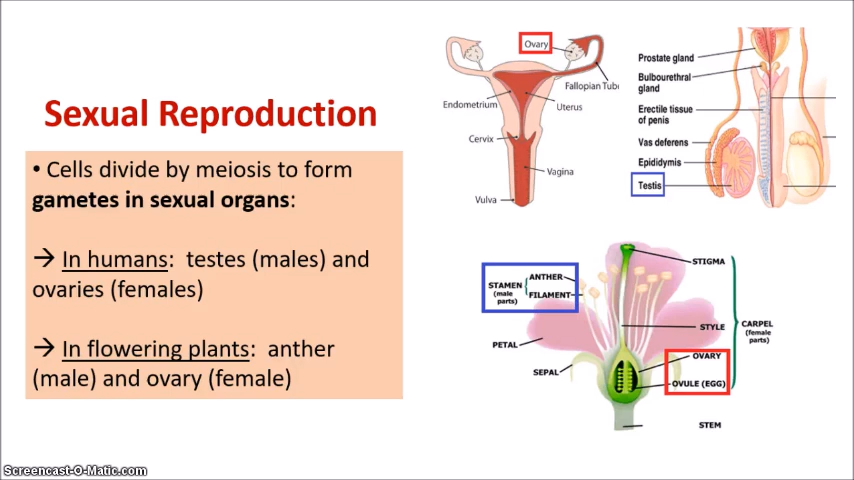 Sexual Reproduction
• Cells divide by meiosis to form
gametes in sexual organs:
→ In humans: testes (males) and
ovaries (females)
→ In flowering plants: anther
(male) and ovary (female)
Ovary
Fallopian Tub
Endometrium
Uterus
Cervix
Vagina
Vulva
Prostate gland
Bulbourethral
gland
Erectile tissue
of penis
Vas deferens
Epididymis
Testis
STIGMA
STAMEN
(male
parts)
ANTHER
FILAMENT
STYLE
CARPEL
(female
parts)
PETAL
OVARY
SEPAL
OVULE (EGG)
STEM
Screencast-O-Matic.com